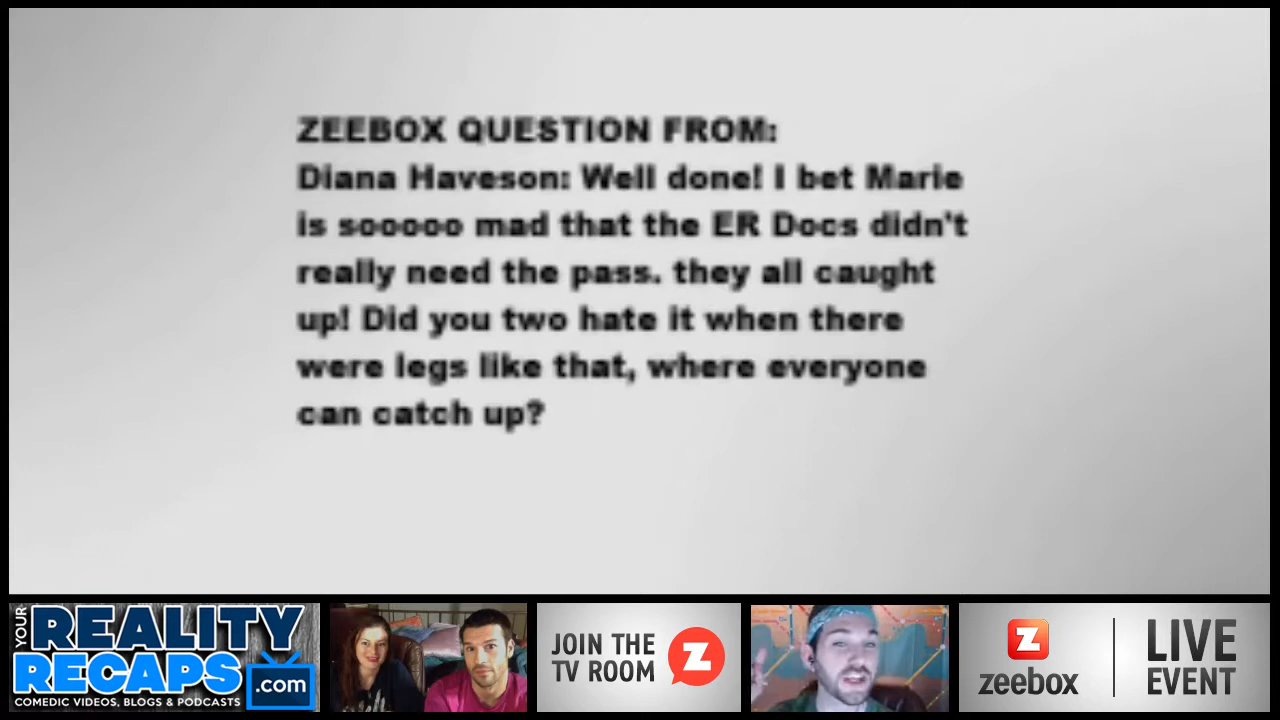 ZEEBOX QUESTION FROM:
Diana Haveson: Well done! I bet Marie
is sooooo mad that the ER Docs didn't
really need the pass. they all caught
up! Did you two hate it when there
were legs like that, where everyone
can catch up?
YOUR
REALITY
RECAPS
.com
COMEDIC VIDEOS, BLOGS & PODCASTS
JOIN THE
TV ROOM
Z
Z
zeebox
LIVE
EVENT